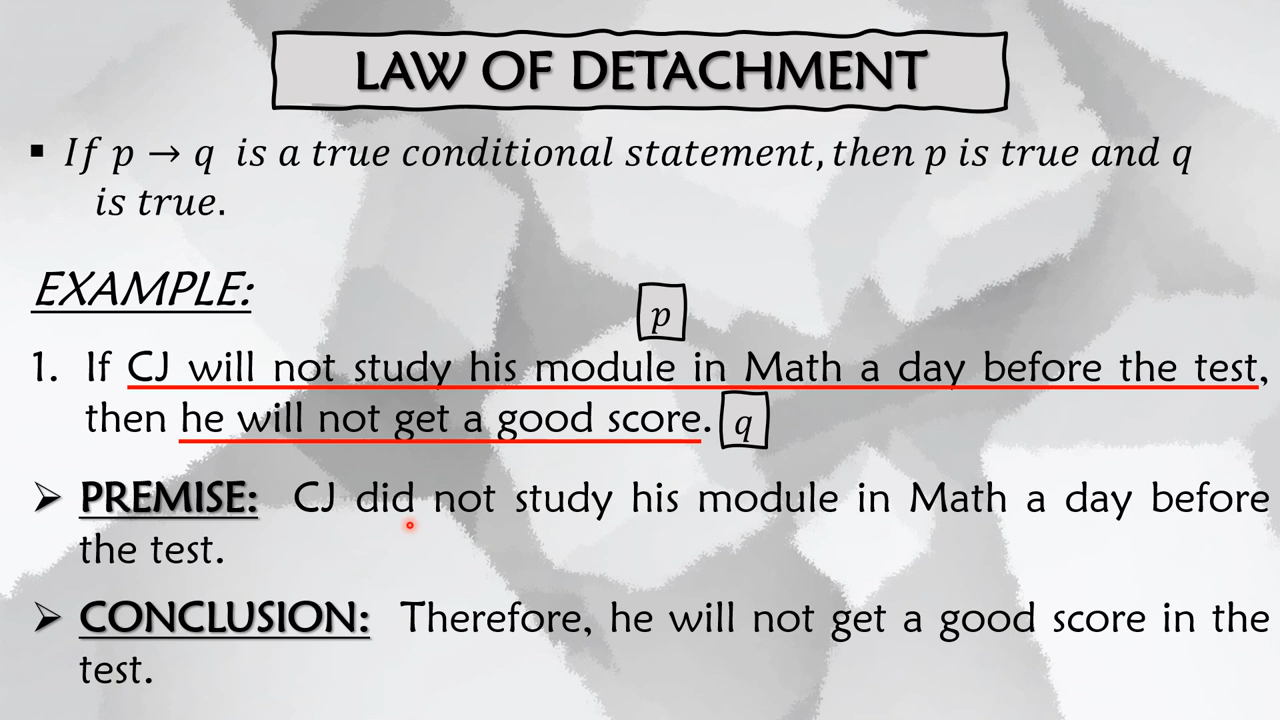 LAW OF DETACHMENT
▪ If p → q is a true conditional statement, then p is true and q
is true.
EXAMPLE:
p
1. If CJ will not study his module in Math a day before the test,
then he will not get a good score. q
➢ PREMISE: CJ did not study his module in Math a day before
the test.
➢ CONCLUSION: Therefore, he will not get a good score in the
test.